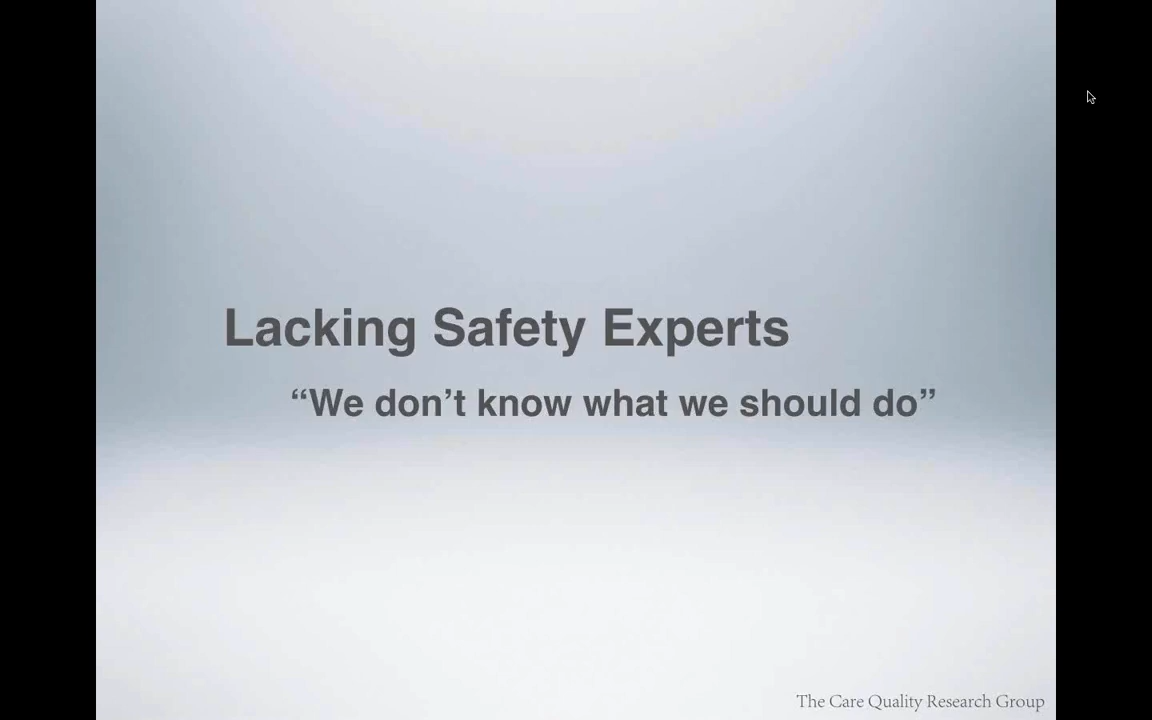 Lacking Safety Experts
“We don’t know what we should do”
The Care Quality Research Group